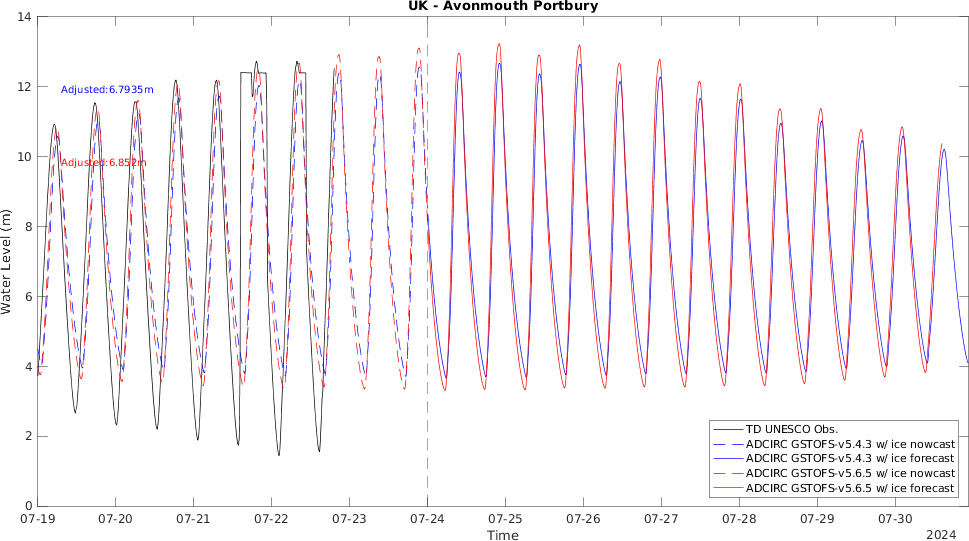 UK - Avonmouth Portbury
14
12
10
8
6
4
2
0
Water Level (m)
Adjusted:6.7935m
Adjusted:6.852m
TD UNESCO Obs.
ADCIRC GSTOFS-v5.4.3 w/ ice nowcast
ADCIRC GSTOFS-v5.4.3 w/ ice forecast
ADCIRC GSTOFS-v5.6.5 w/ ice nowcast
ADCIRC GSTOFS-v5.6.5 w/ ice forecast
07-19 07-20 07-21 07-22 07-23 07-24 07-25 07-26 07-27 07-28 07-29 07-30
Time
2024